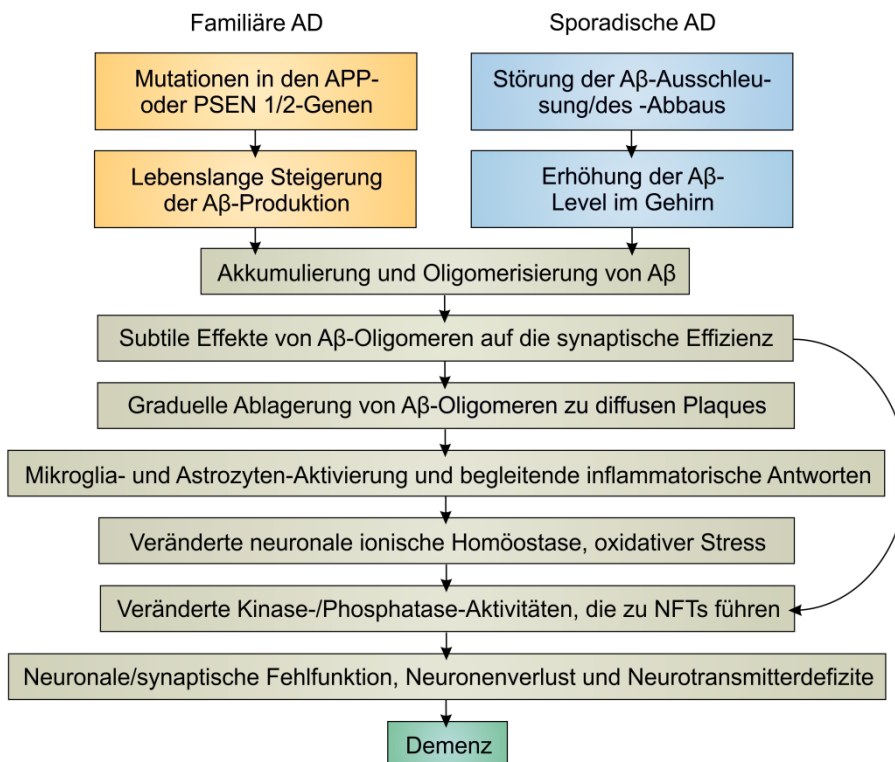 Familiäre AD
Sporadische AD
Mutationen in den APP-
oder PSEN 1/2-Genen
Störung der Aβ-Ausschleu-
sung/des -Abbaus
Lebenslange Steigerung
der Aβ-Produktion
Erhöhung der Aβ-
Level im Gehirn
Akkumulierung und Oligomerisierung von Aβ
Subtile Effekte von Aβ-Oligomeren auf die synaptische Effizienz
Graduelle Ablagerung von Aβ-Oligomeren zu diffusen Plaques
Mikroglia- und Astrozyten-Aktivierung und begleitende inflammatorische Antworten
Veränderte neuronale ionische Homöostase, oxidativer Stress
Veränderte Kinase-/Phosphatase-Aktivitäten, die zu NFTs führen
Neuronale/synaptische Fehlfunktion, Neuronenverlust und Neurotransmitterdefizite
Demenz